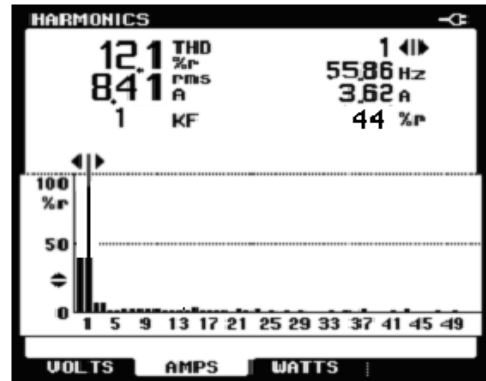 HARMONICS
12.1 THD %r
8.41 rms A
1 KF
1
55.86 Hz
3.62 A
44 %r
100
%r
50
0
1 5 9 13 17 21 25 29 33 37 41 45 49
VOLTS AMPS WATTS